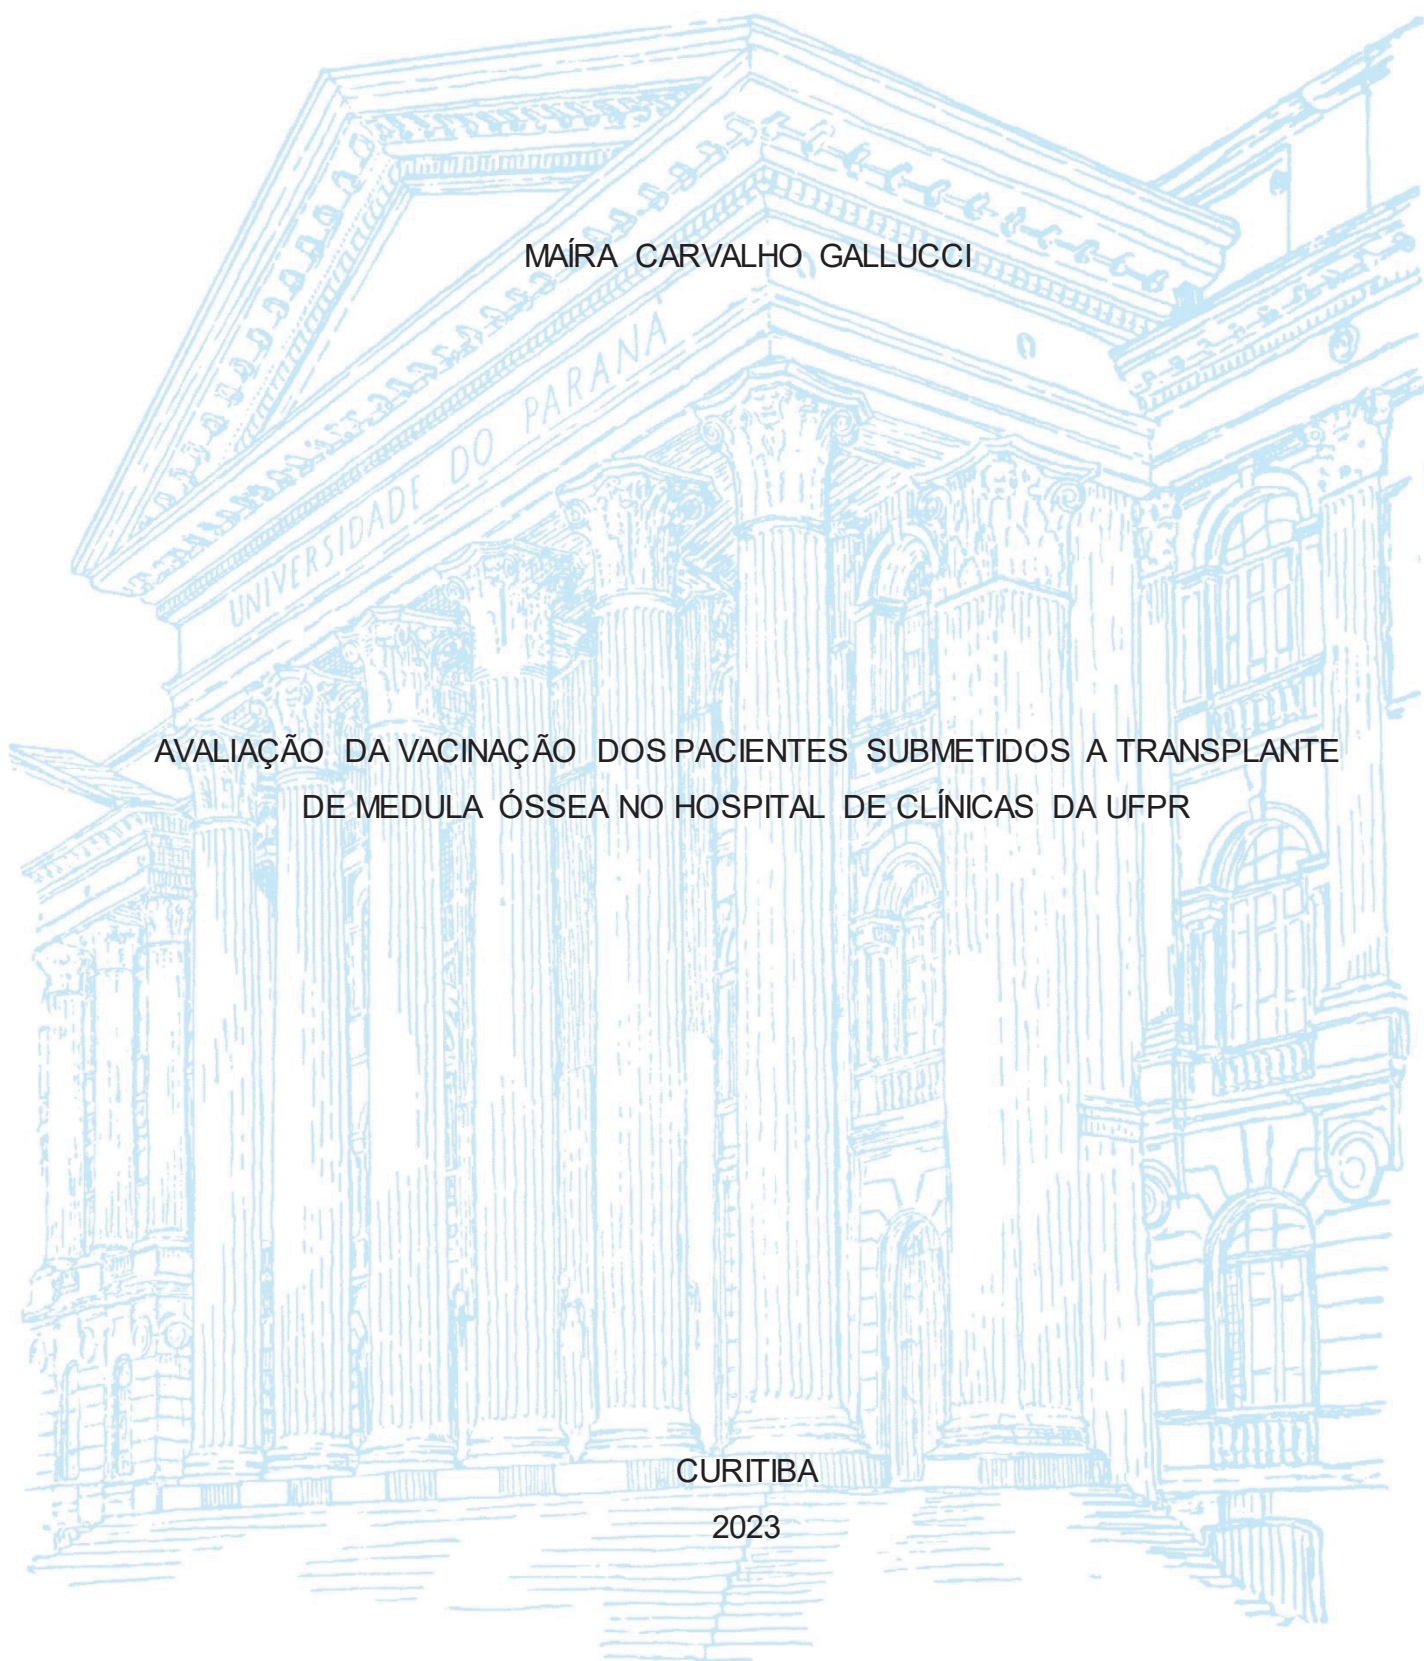 MAÍRA CARVALHO GALLUCCI
UNIVERSIDADE DO PARANÁ
AVALIAÇÃO DA VACINAÇÃO DOS PACIENTES SUBMETIDOS A TRANSPLANTE
DE MEDULA ÓSSEA NO HOSPITAL DE CLÍNICAS DA UFPR
CURITIBA
2023